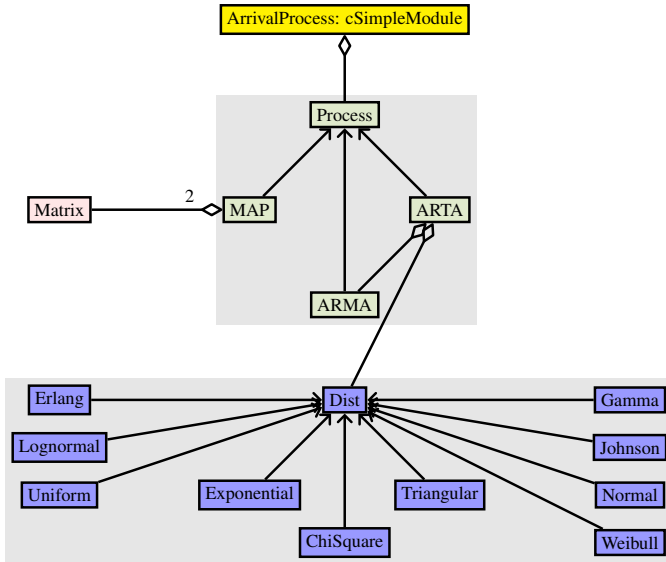 ArrivalProcess: cSimpleModule
Process
2
Matrix
MAP
ARTA
ARMA
Erlang
Dist
Gamma
Lognormal
Johnson
Uniform
Exponential
Triangular
Normal
ChiSquare
Weibull